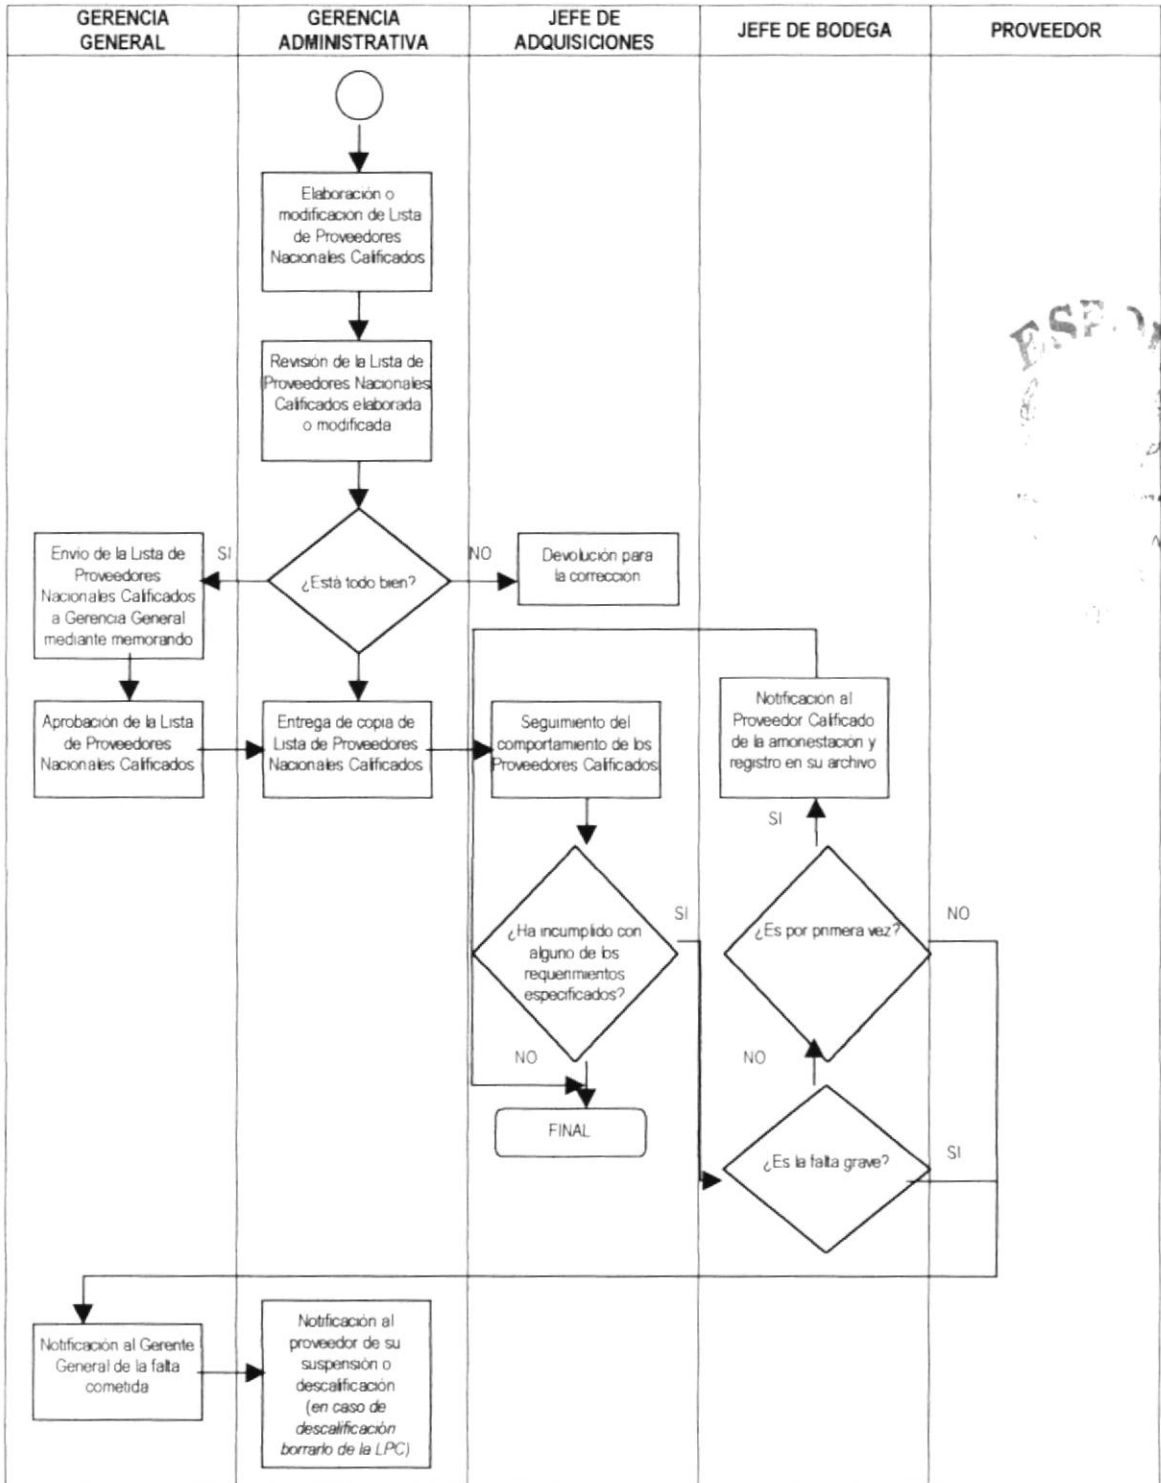 GERENCIA
GENERAL
GERENCIA
ADMINISTRATIVA
JEFE DE
ADQUISICIONES
JEFE DE BODEGA
PROVEEDOR
Elaboración o
modificacion de Lista
de Proveedores
Nacionales Calificados
Revisión de la Lista de
Proveedores Nacionales
Calificados elaborada
o modificada
¿Está todo bien?
SI
NO
Envio de la Lista de
Proveedores
Nacionales Calificados
a Gerencia General
mediante memorando
Devolución para
la correccion
Aprobación de la Lista
de Proveedores
Nacionales Calificados
Entrega de copia de
Lista de Proveedores
Nacionales Calificados
Seguimiento del
comportamiento de los
Proveedores Calificados
Notificación al
Proveedor Calificado
de la amonestación y
registro en su archivo
SI
¿Ha incumplido con
alguno de los
requerimientos
especificados?
SI
¿Es por primera vez?
NO
NO
NO
FINAL
¿Es la falta grave?
SI
Notificación al Gerente
General de la falta
cometida
Notificación al
proveedor de su
suspensión o
descalificación
(en caso de
descalificación
borrarlo de la LPC)